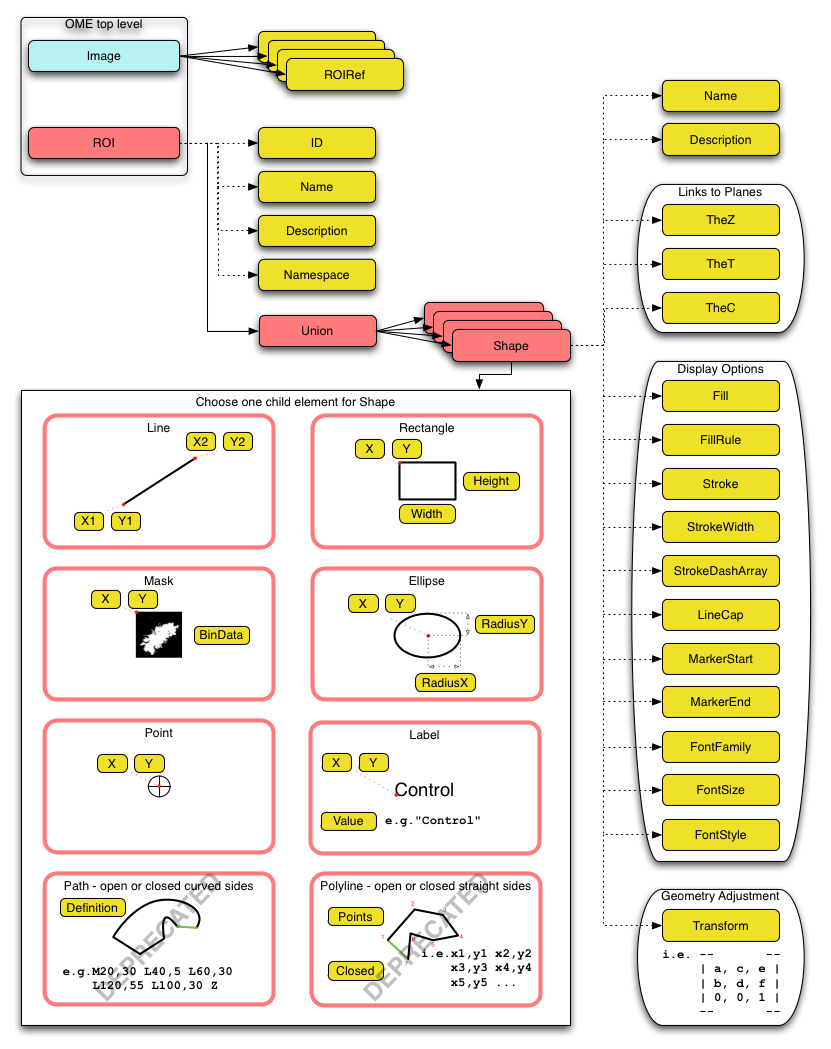 OME top level
Image
ROIRef
ROI
ID
Name
Description
Namespace
Union
Shape
Name
Description
Links to Planes
TheZ
TheT
TheC
Display Options
Fill
FillRule
Stroke
StrokeWidth
StrokeDashArray
LineCap
MarkerStart
MarkerEnd
FontFamily
FontSize
FontStyle
Geometry Adjustment
Transform
i.e. -- --
| a, c, e |
| b, d, f |
| 0, 0, 1 |
-- --
Choose one child element for Shape
Line
X2 Y2
X1 Y1
Rectangle
X Y
Height
Width
Mask
X Y
BinData
Ellipse
X Y
RadiusY
RadiusX
Point
X Y
Label
X Y
Control
Value e.g."Control"
Path - open or closed curved sides
Definition
DEPRECATED
e.g.M20,30 L40,5 L60,30
L120,55 L100,30 Z
Polyline - open or closed straight sides
Points
1
2
3
4
5
Closed
DEPRECATED
i.e.x1,y1 x2,y2
x3,y3 x4,y4
x5,y5 ...